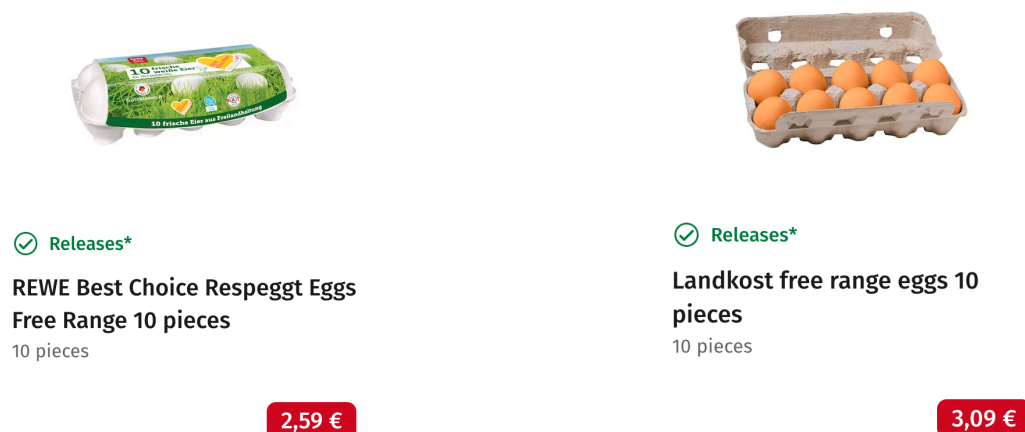 REWE
10 frische
weiße Eier
10 frische Eier aus Freilandhaltung
Releases*
REWE Best Choice Respeggt Eggs
Free Range 10 pieces
10 pieces
2,59 €
Releases*
Landkost free range eggs 10
pieces
10 pieces
3,09 €